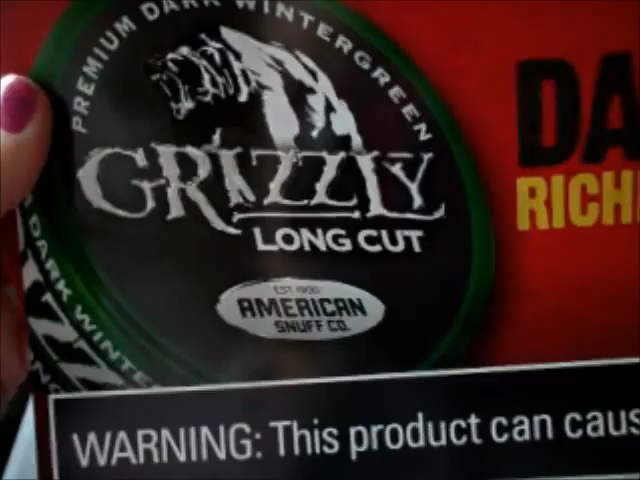 PREMIUM DARK WINTERGREEN
GRIZZLY
LONG CUT
EST 1900
AMERICAN
SNUFF CO.
DA
RICH
DARK WINTE
WARNING: This product can caus